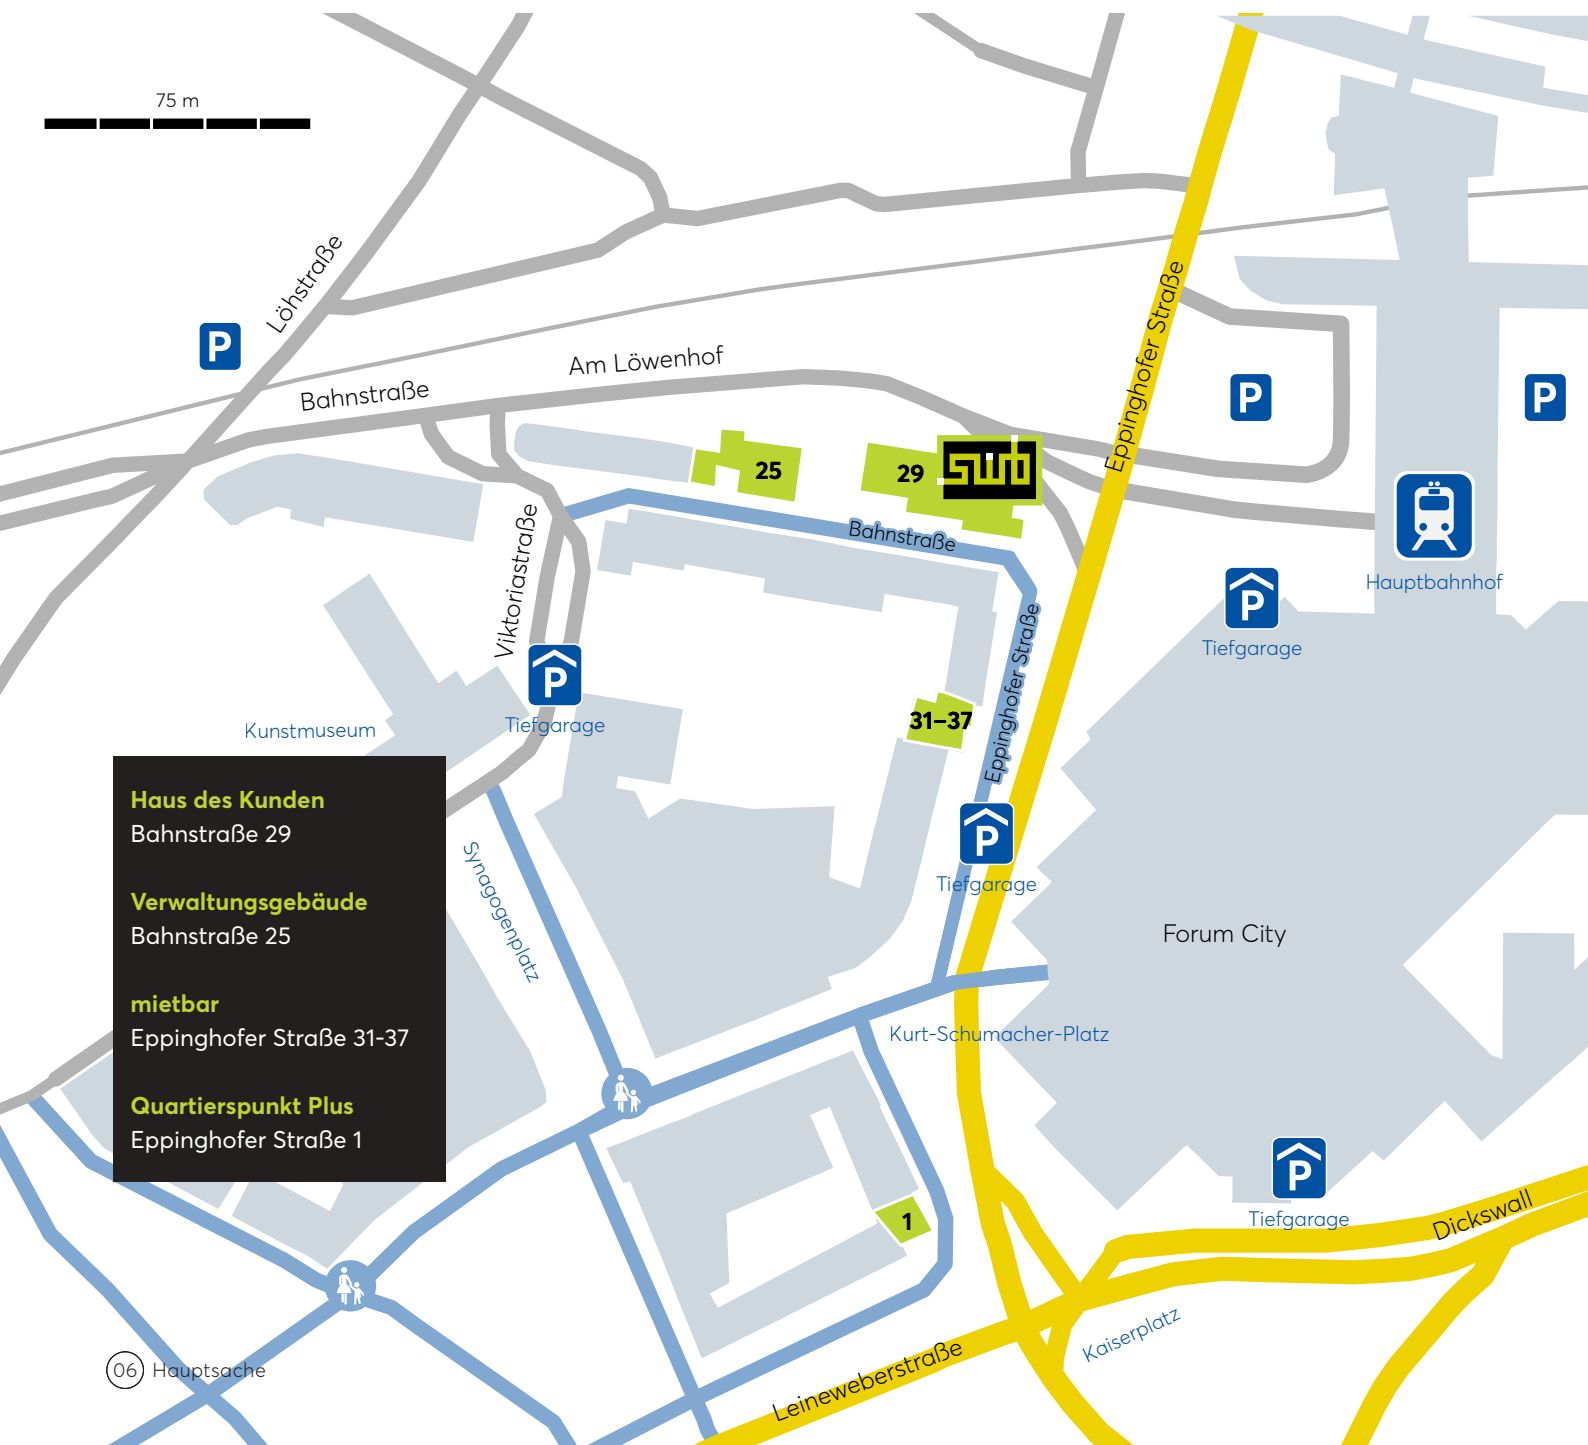 75 m
Löhstraße
P
Bahnstraße
Am Löwenhof
Eppinghofer Straße
P
P
25
29
swb
Bahnstraße
Viktoriastraße
Hauptbahnhof
P
Tiefgarage
Eppinghofer Straße
P
Tiefgarage
31–37
Kunstmuseum
P
Tiefgarage
Haus des Kunden
Bahnstraße 29
Verwaltungsgebäude
Bahnstraße 25
mietbar
Eppinghofer Straße 31-37
Quartierspunkt Plus
Eppinghofer Straße 1
Synagogenplatz
Forum City
Kurt-Schumacher-Platz
P
Tiefgarage
1
Dickswall
Kaiserplatz
Leineweberstraße
06 Hauptsache